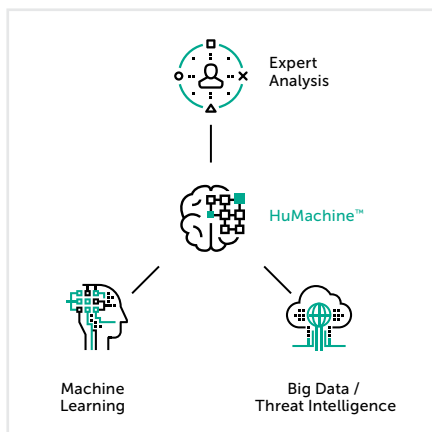 Expert
Analysis
HuMachine™
Machine
Learning
Big Data /
Threat Intelligence